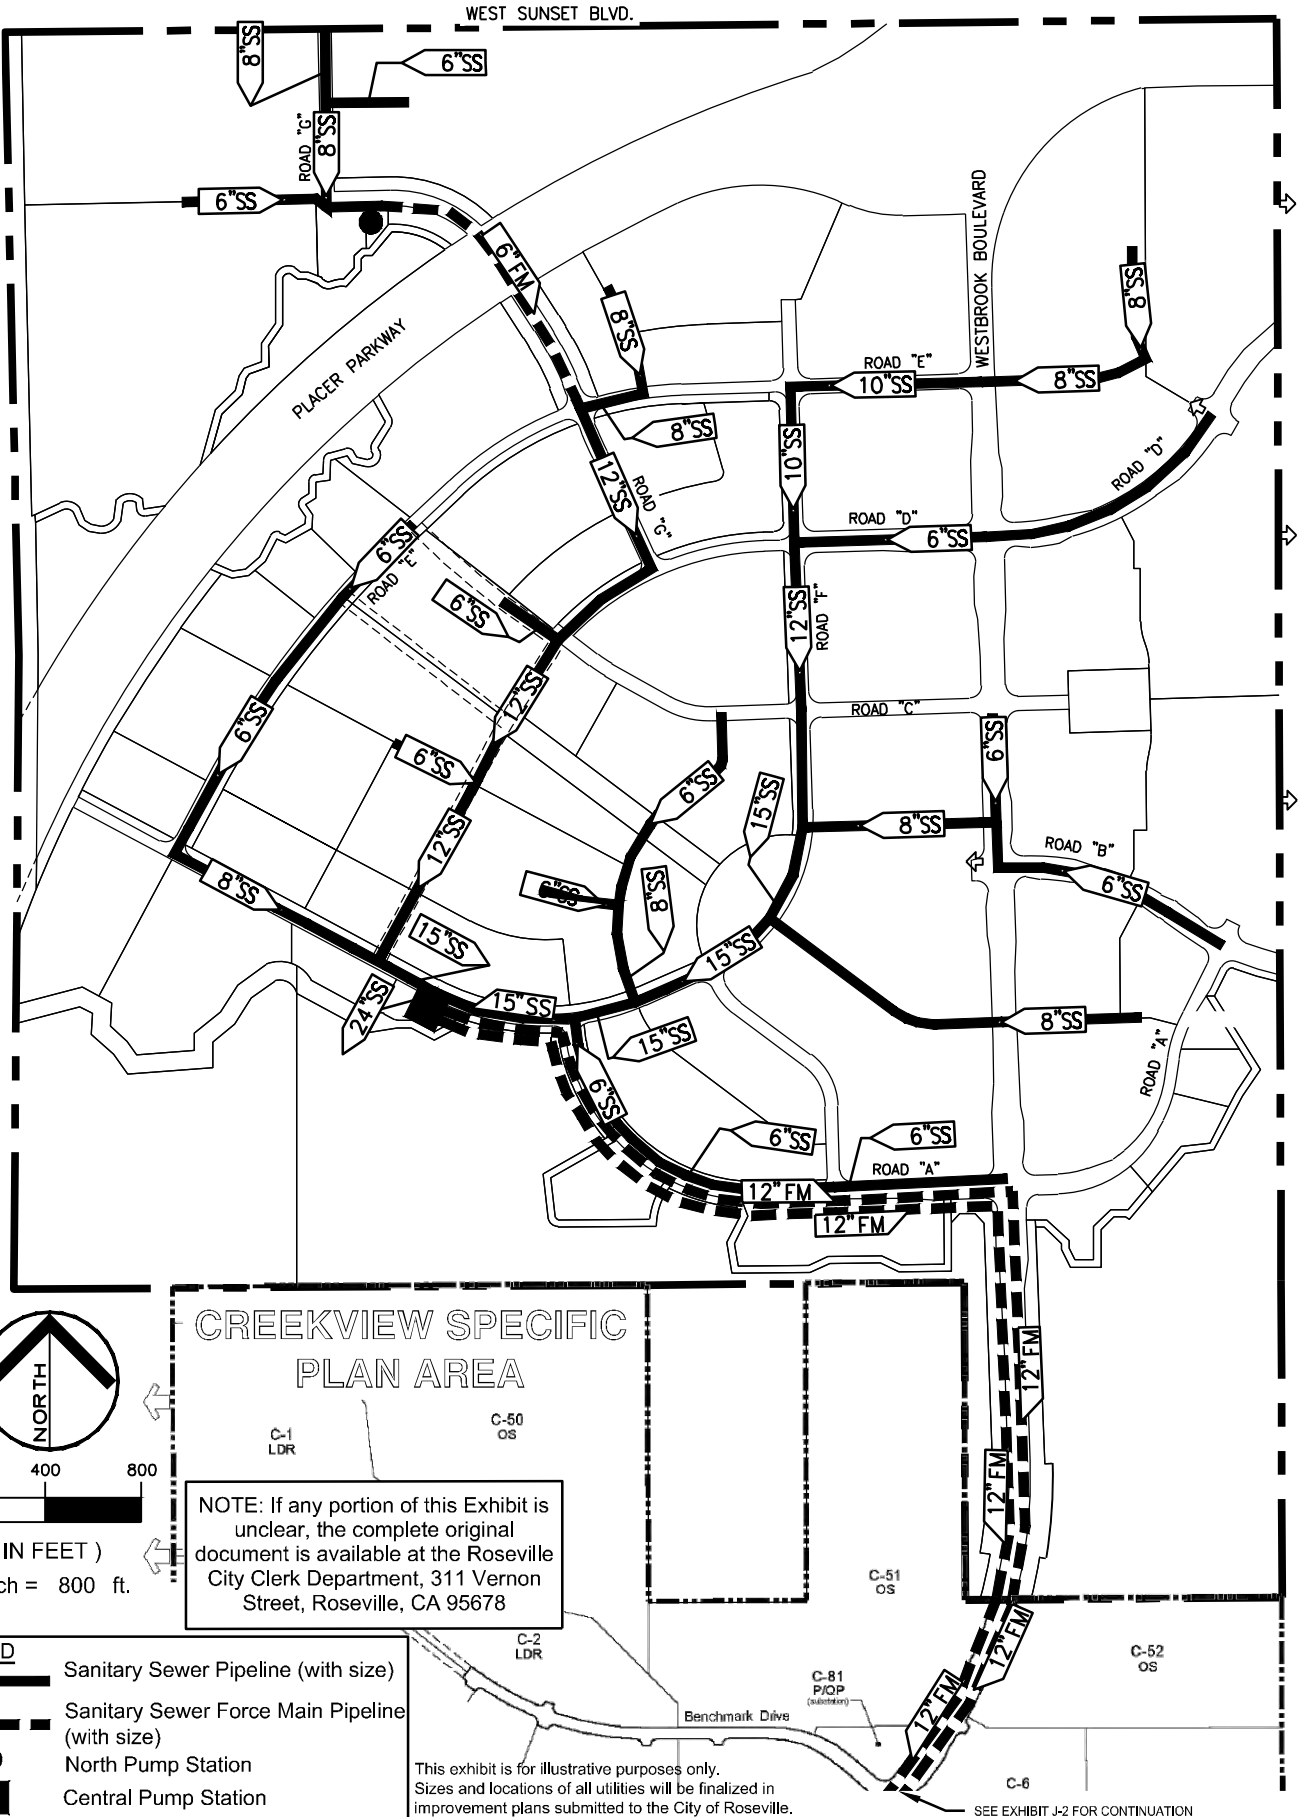 WEST SUNSET BLVD.
8"SS
6"SS
ROAD "G"
8"SS
6"SS
6" FM
8"SS
WESTBROOK BOULEVARD
8"SS
PLACER PARKWAY
ROAD "E"
10"SS
8"SS
8"SS
10"SS
12"SS
ROAD "G"
ROAD "D"
ROAD "D"
6"SS
6"SS
ROAD "E"
6"SS
12"SS
ROAD "F"
12"SS
ROAD "C"
6"SS
6"SS
6"SS
6"SS
15"SS
12"SS
8"SS
ROAD "B"
6"SS
8"SS
6"SS
8"SS
15"SS
15"SS
24"SS
15"SS
15"SS
8"SS
ROAD "A"
6"SS
6"SS
6"SS
ROAD "A"
12" FM
12" FM
CREEKVIEW SPECIFIC
PLAN AREA
NORTH
12" FM
C-1
LDR
C-50
OS
400 800
IN FEET )
ch = 800 ft.
NOTE: If any portion of this Exhibit is
unclear, the complete original
document is available at the Roseville
City Clerk Department, 311 Vernon
Street, Roseville, CA 95678
12" FM
C-51
OS
12" FM
C-2
LDR
C-81
P/QP
(substation)
C-52
OS
12" FM
Benchmark Drive
D
Sanitary Sewer Pipeline (with size)
Sanitary Sewer Force Main Pipeline
(with size)
North Pump Station
Central Pump Station
This exhibit is for illustrative purposes only.
Sizes and locations of all utilities will be finalized in
improvement plans submitted to the City of Roseville.
C-6
SEE EXHIBIT J-2 FOR CONTINUATION